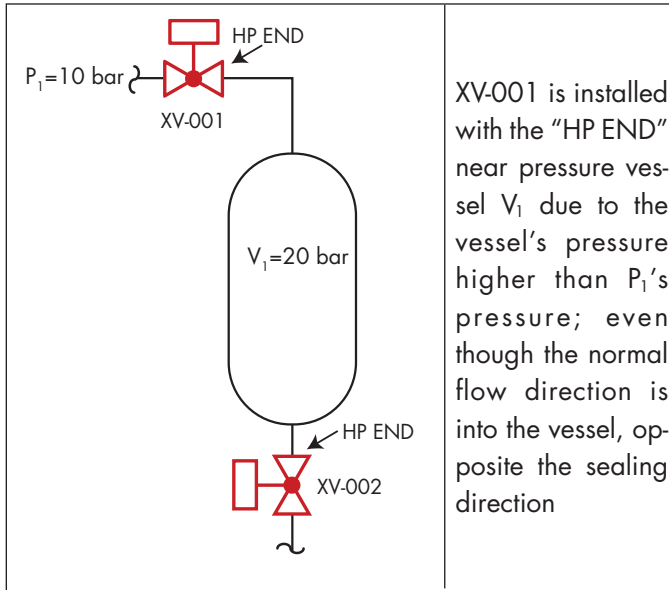 HP END
P₁=10 bar
XV-001
V₁=20 bar
HP END
XV-002
XV-001 is installed
with the “HP END”
near pressure ves-
sel V₁ due to the
vessel’s pressure
higher than P₁’s
pressure; even
though the normal
flow direction is
into the vessel, op-
posite the sealing
direction